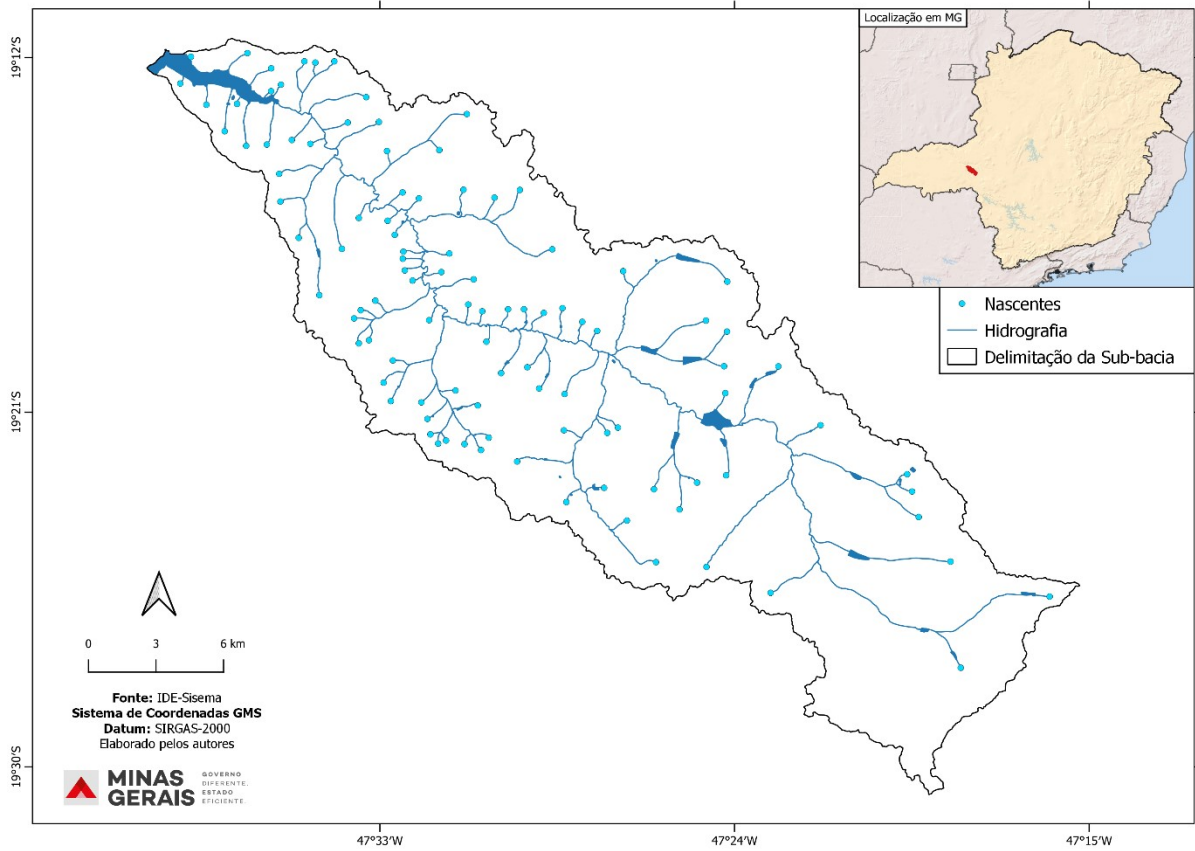 Localização em MG
19°12'S
Nascentes
Hidrografia
Delimitação da Sub-bacia
19°21'S
0 3 6 km
Fonte: IDE-Sisema
Sistema de Coordenadas GMS
Datum: SIRGAS-2000
Elaborado pelos autores
19°30'S
MINAS
GERAIS
GOVERNO
DIFERENTE.
ESTADO
EFICIENTE.
47°33'W 47°24'W 47°15'W